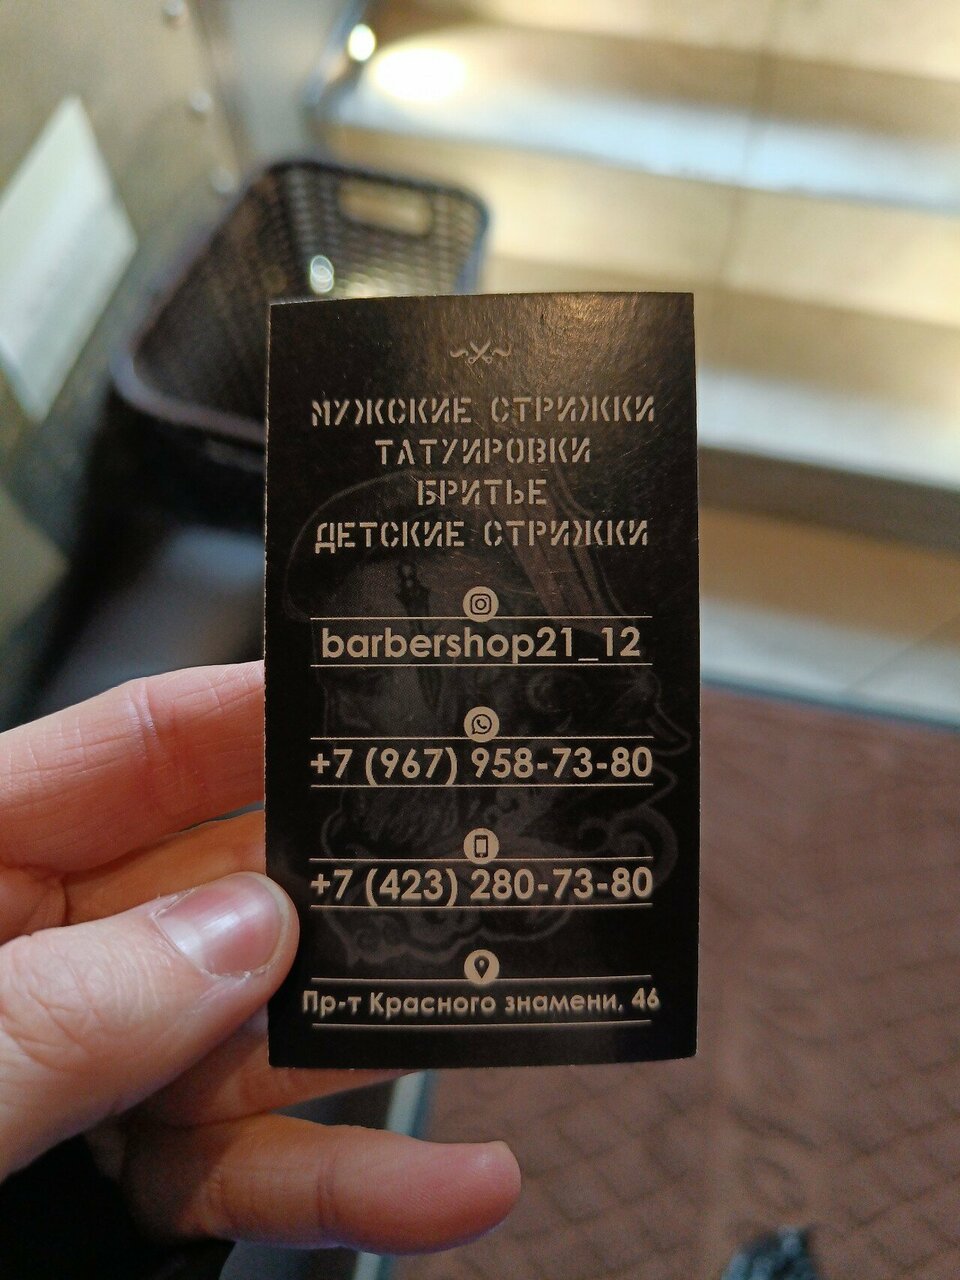 МУЖСКИЕ СТРИЖКИ
ТАТУИРОВКИ
БРИТЬЕ
ДЕТСКИЕ СТРИЖКИ
barbershop21_12
+7 (967) 958-73-80
+7 (423) 280-73-80
Пр-т Красного знамени, 46